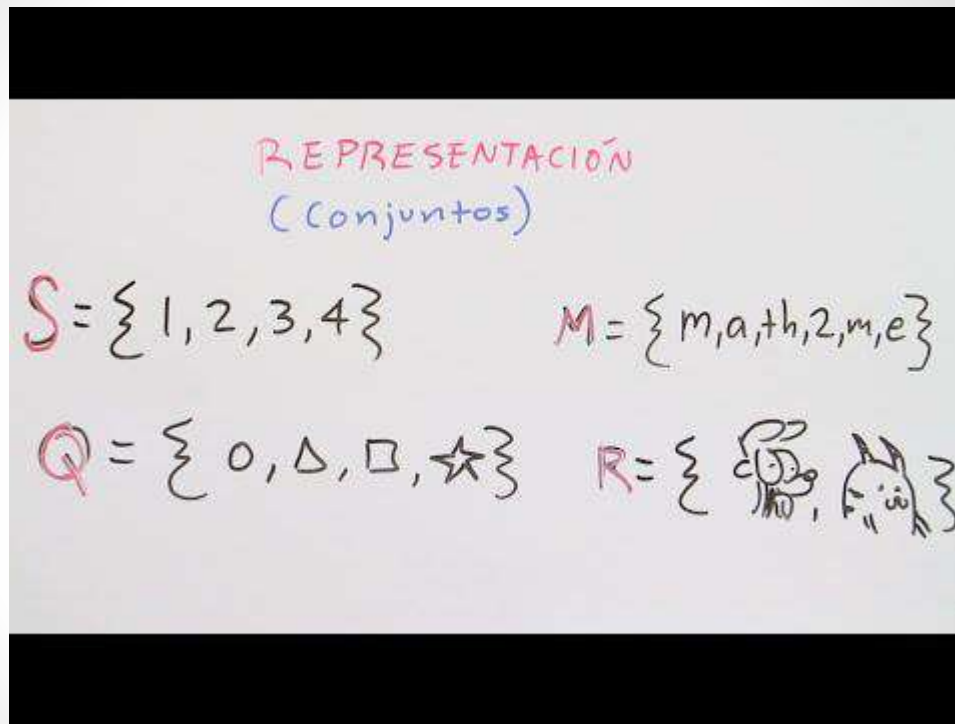 REPRESENTACIÓN
(Conjuntos)
S = { 1, 2, 3, 4 }
M = { m, a, th, 2, m, e }
Q = { ○, △, □, ☆ }
R = { , }